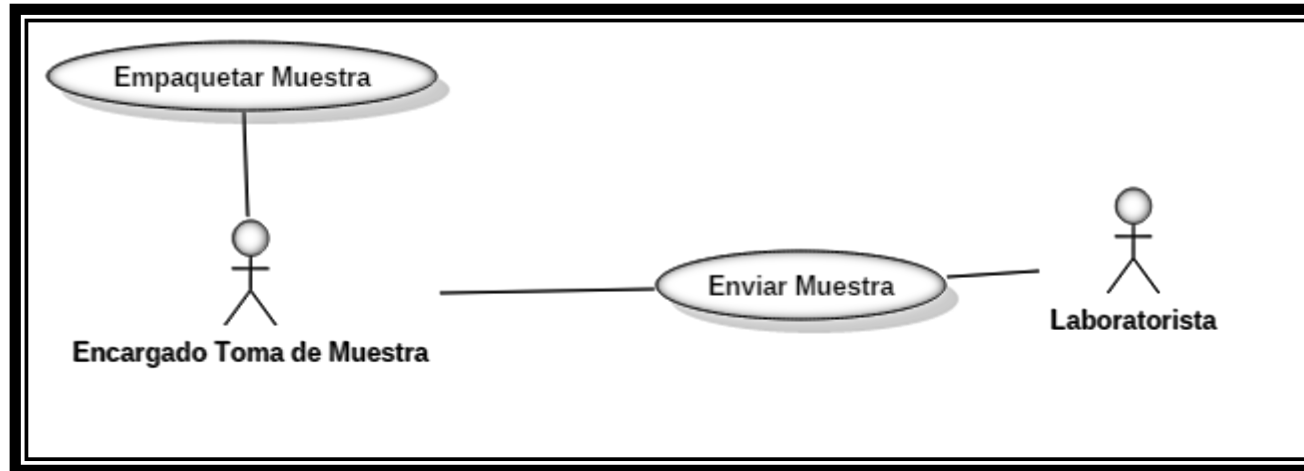 Empaquetar Muestra
Enviar Muestra
Laboratorista
Encargado Toma de Muestra